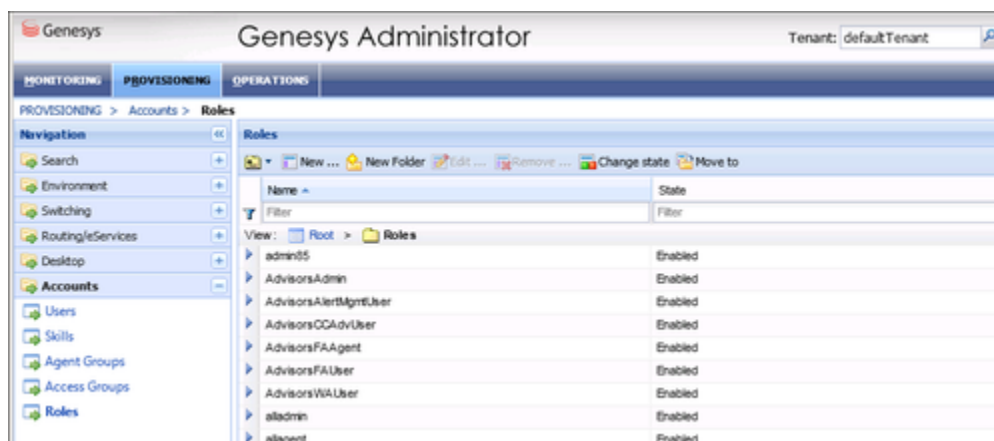 Genesys
Genesys Administrator
Tenant: defaultTenant
MONITORING PROVISIONING OPERATIONS
PROVISIONING > Accounts > Roles
Navigation
Search
Environment
Switching
Routing/eServices
Desktop
Accounts
Users
Skills
Agent Groups
Access Groups
Roles
Roles
New ... New Folder Edit ... Remove ... Change state Move to
Name State
Filter Filter
View: Root > Roles
admin85 Enabled
AdvisorsAdmin Enabled
AdvisorsAlertMgmtUser Enabled
AdvisorsCCAdvUser Enabled
AdvisorsFAAgent Enabled
AdvisorsFAUser Enabled
AdvisorsWAUser Enabled
alladmin Enabled
allagent Enabled